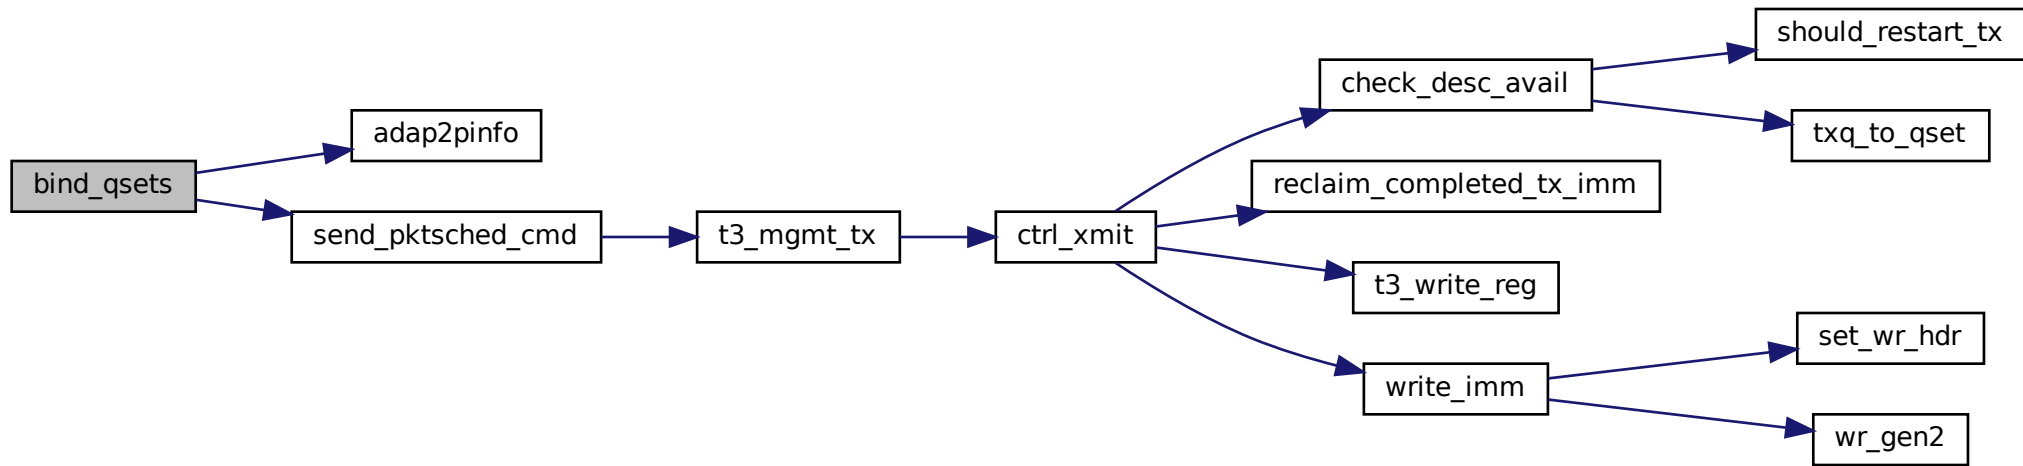 should_restart_tx
check_desc_avail
adap2pinfo
txq_to_qset
bind_qsets
reclaim_completed_tx_imm
send_pktsched_cmd
t3_mgmt_tx
ctrl_xmit
t3_write_reg
set_wr_hdr
write_imm
wr_gen2